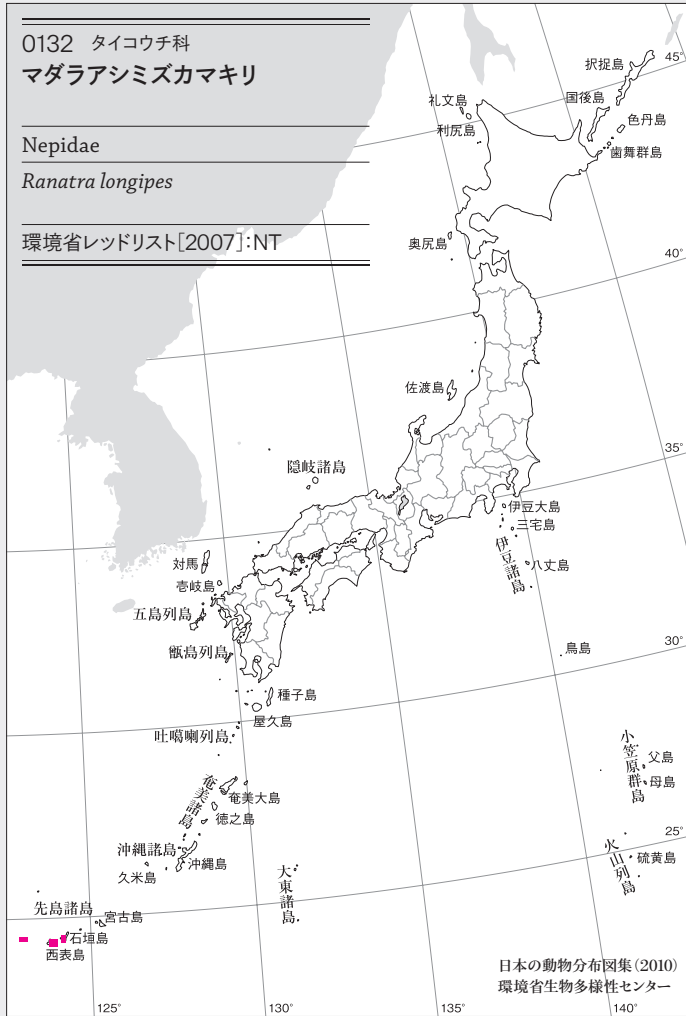 0132 タイコウチ科
マダラアシミズカマキリ
Nepidae
Ranatra longipes
環境省レッドリスト[2007]:NT
択捉島
45°
国後島
礼文島
色丹島
利尻島
歯舞群島
奥尻島
40°
佐渡島
35°
隠岐諸島
伊豆大島
三宅島
伊豆諸島
八丈島
対馬
壱岐島
五島列島
甑島列島
鳥島
30°
種子島
屋久島
吐噶喇列島
小笠原群島
父島
母島
奄美諸島
奄美大島
徳之島
25°
沖縄諸島
沖縄島
久米島
火山列島
硫黄島
大東諸島
先島諸島
宮古島
石垣島
西表島
日本の動物分布図集(2010)
環境省生物多様性センター
125°
130°
135°
140°